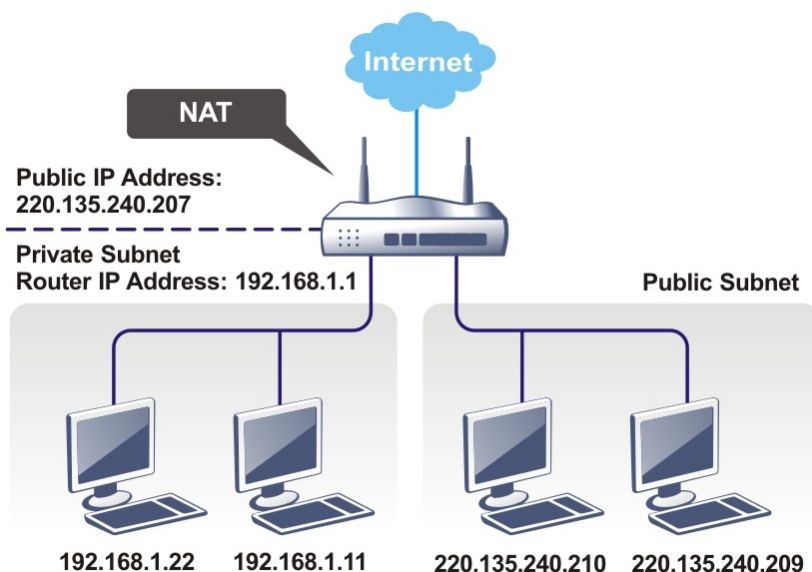 Internet
NAT
Public IP Address:
220.135.240.207
Private Subnet
Router IP Address: 192.168.1.1
Public Subnet
192.168.1.22
192.168.1.11
220.135.240.210
220.135.240.209